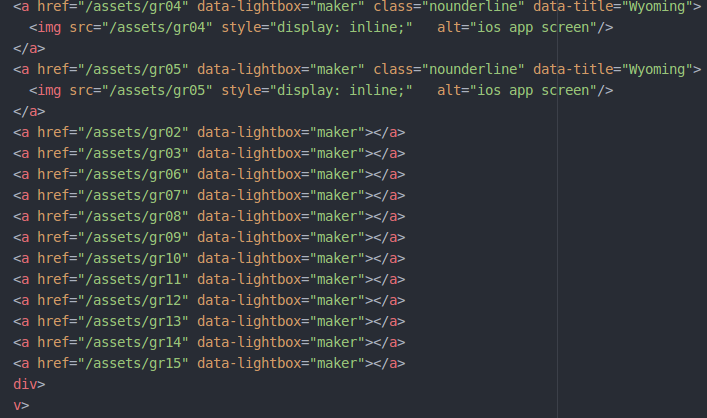 <a href="/assets/gr04" data-lightbox="maker" class="nounderline" data-title="Wyoming">
<img src="/assets/gr04" style="display: inline;" alt="ios app screen"/>
</a>
<a href="/assets/gr05" data-lightbox="maker" class="nounderline" data-title="Wyoming">
<img src="/assets/gr05" style="display: inline;" alt="ios app screen"/>
</a>
<a href="/assets/gr02" data-lightbox="maker"></a>
<a href="/assets/gr03" data-lightbox="maker"></a>
<a href="/assets/gr06" data-lightbox="maker"></a>
<a href="/assets/gr07" data-lightbox="maker"></a>
<a href="/assets/gr08" data-lightbox="maker"></a>
<a href="/assets/gr09" data-lightbox="maker"></a>
<a href="/assets/gr10" data-lightbox="maker"></a>
<a href="/assets/gr11" data-lightbox="maker"></a>
<a href="/assets/gr12" data-lightbox="maker"></a>
<a href="/assets/gr13" data-lightbox="maker"></a>
<a href="/assets/gr14" data-lightbox="maker"></a>
<a href="/assets/gr15" data-lightbox="maker"></a>
div>
v>